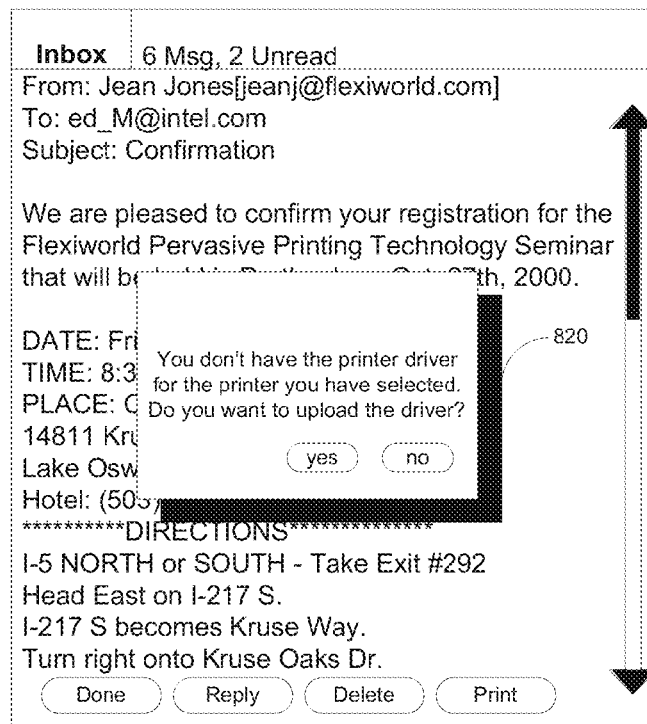 Inbox 6 Msg, 2 Unread
From: Jean Jones[jeanj@flexiworld.com]
To: ed_M@intel.com
Subject: Confirmation
We are pleased to confirm your registration for the
Flexiworld Pervasive Printing Technology Seminar
that will be 27th, 2000.
DATE: Fri
TIME: 8:3
PLACE: C
14811 Kru
Lake Osw
Hotel: (503)
You don't have the printer driver
for the printer you have selected.
Do you want to upload the driver?
yes no
820
**********DIRECTIONS**************
I-5 NORTH or SOUTH - Take Exit #292
Head East on I-217 S.
I-217 S becomes Kruse Way.
Turn right onto Kruse Oaks Dr.
Done Reply Delete Print